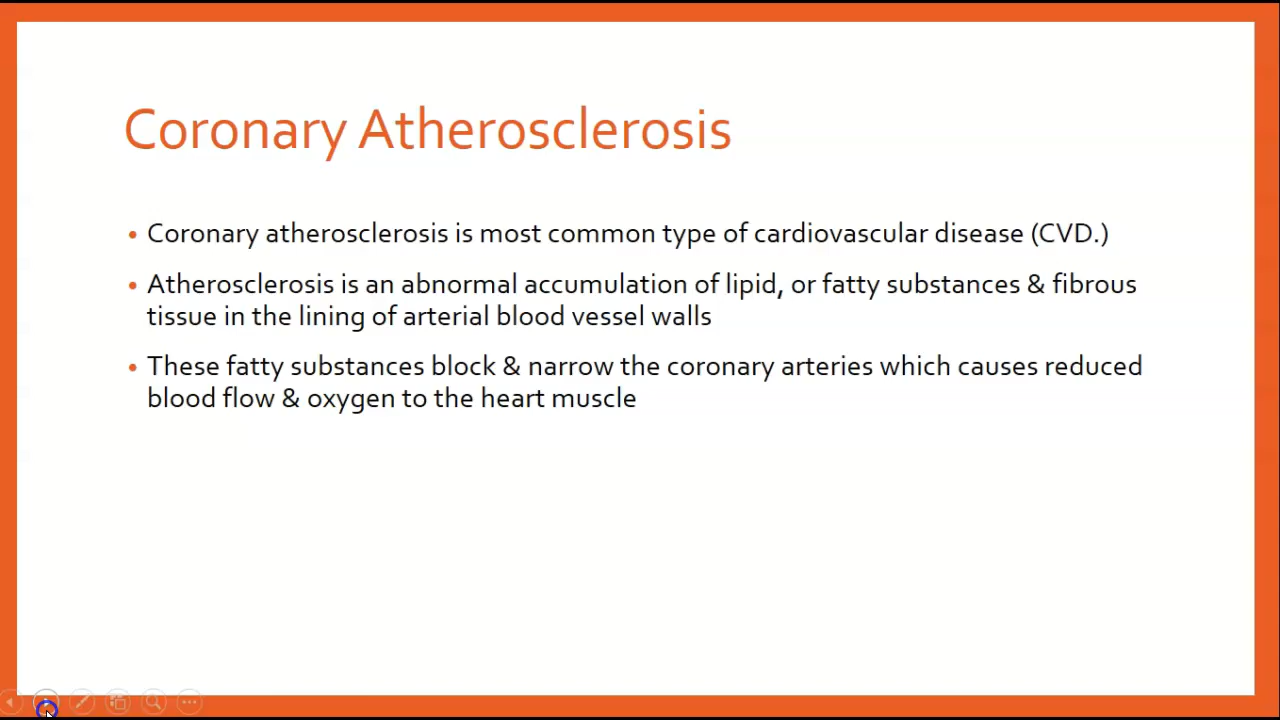 Coronary Atherosclerosis
• Coronary atherosclerosis is most common type of cardiovascular disease (CVD.)
• Atherosclerosis is an abnormal accumulation of lipid, or fatty substances & fibrous
tissue in the lining of arterial blood vessel walls
• These fatty substances block & narrow the coronary arteries which causes reduced
blood flow & oxygen to the heart muscle